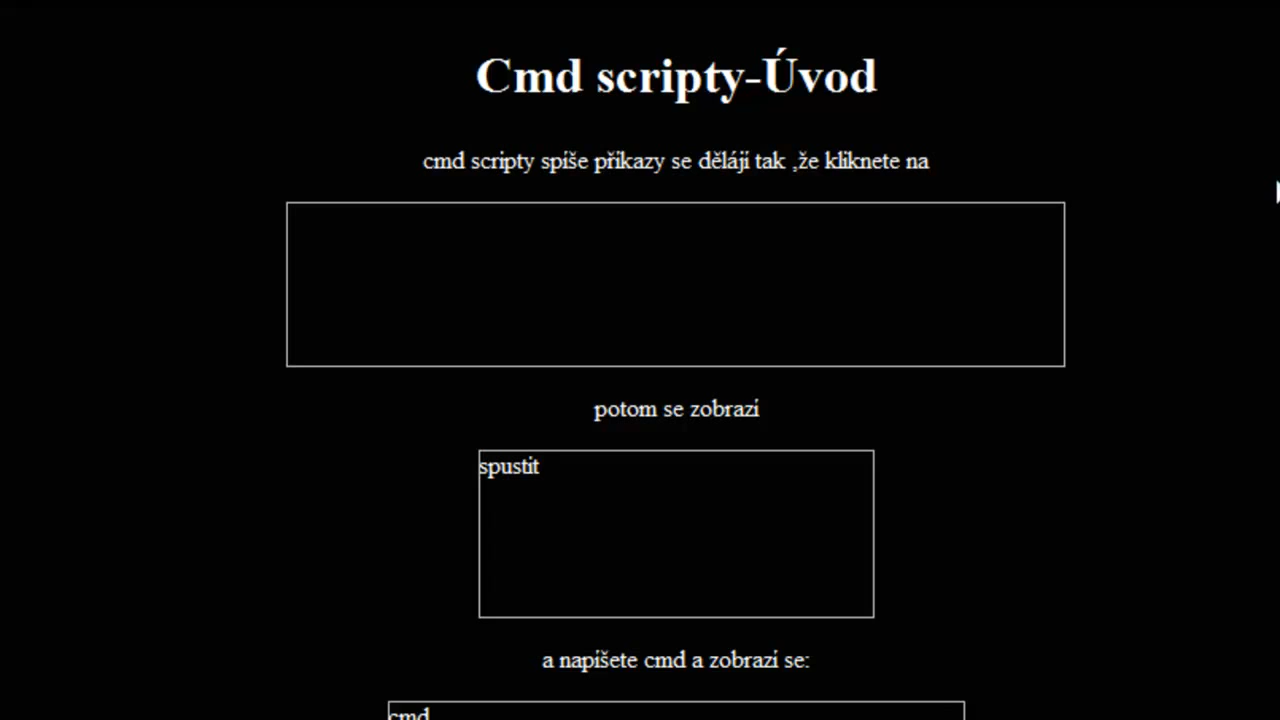 Cmd scripty-Úvod
cmd scripty spíše příkazy se dělájí tak ,že kliknete na
potom se zobrazí
spustit
a napíšete cmd a zobrazí se:
cmd